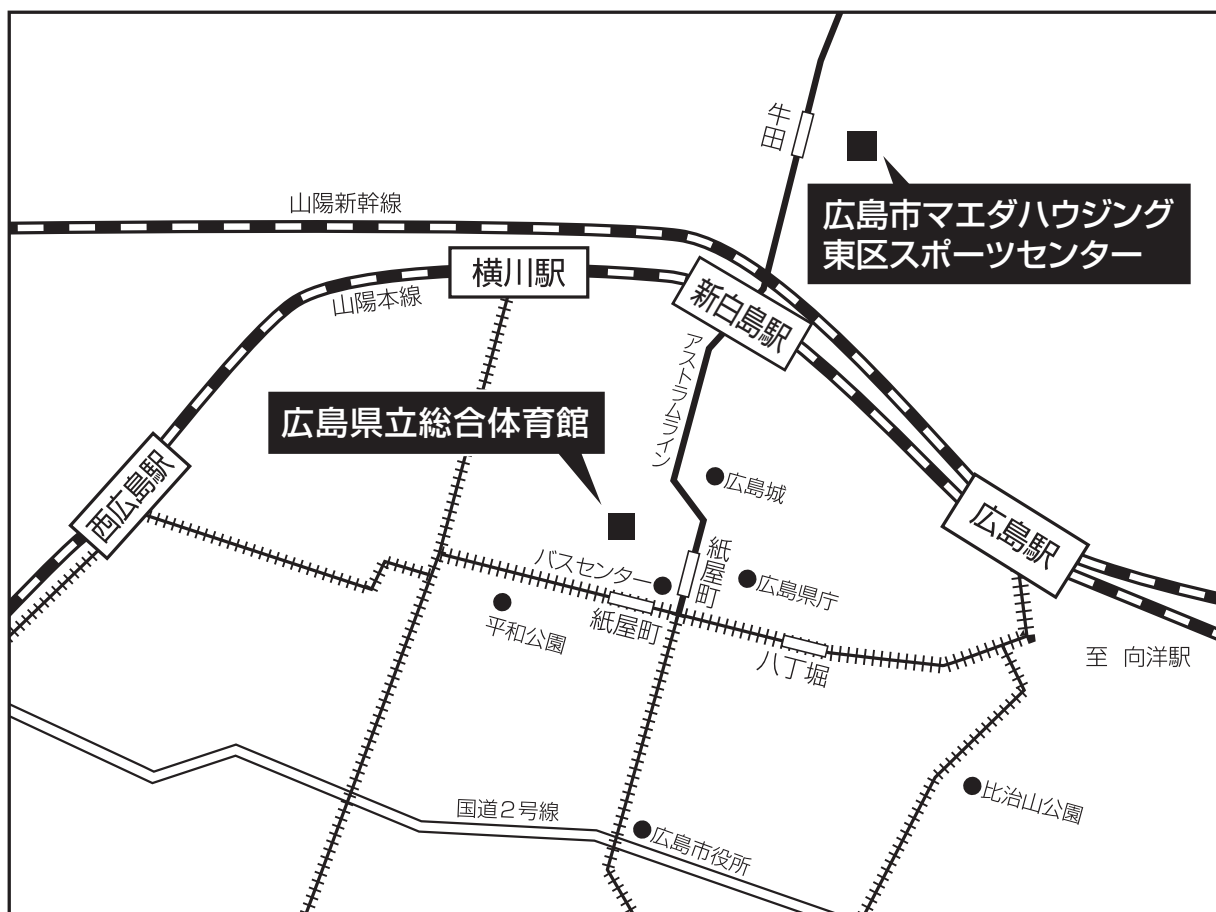 牛田
広島市マエダハウジング
東区スポーツセンター
山陽新幹線
横川駅
山陽本線
新白島駅
アストラムライン
広島県立総合体育館
西広島駅
広島城
広島駅
バスセンター
紙屋町
広島県庁
平和公園
紙屋町
八丁堀
至 向洋駅
国道2号線
比治山公園
広島市役所